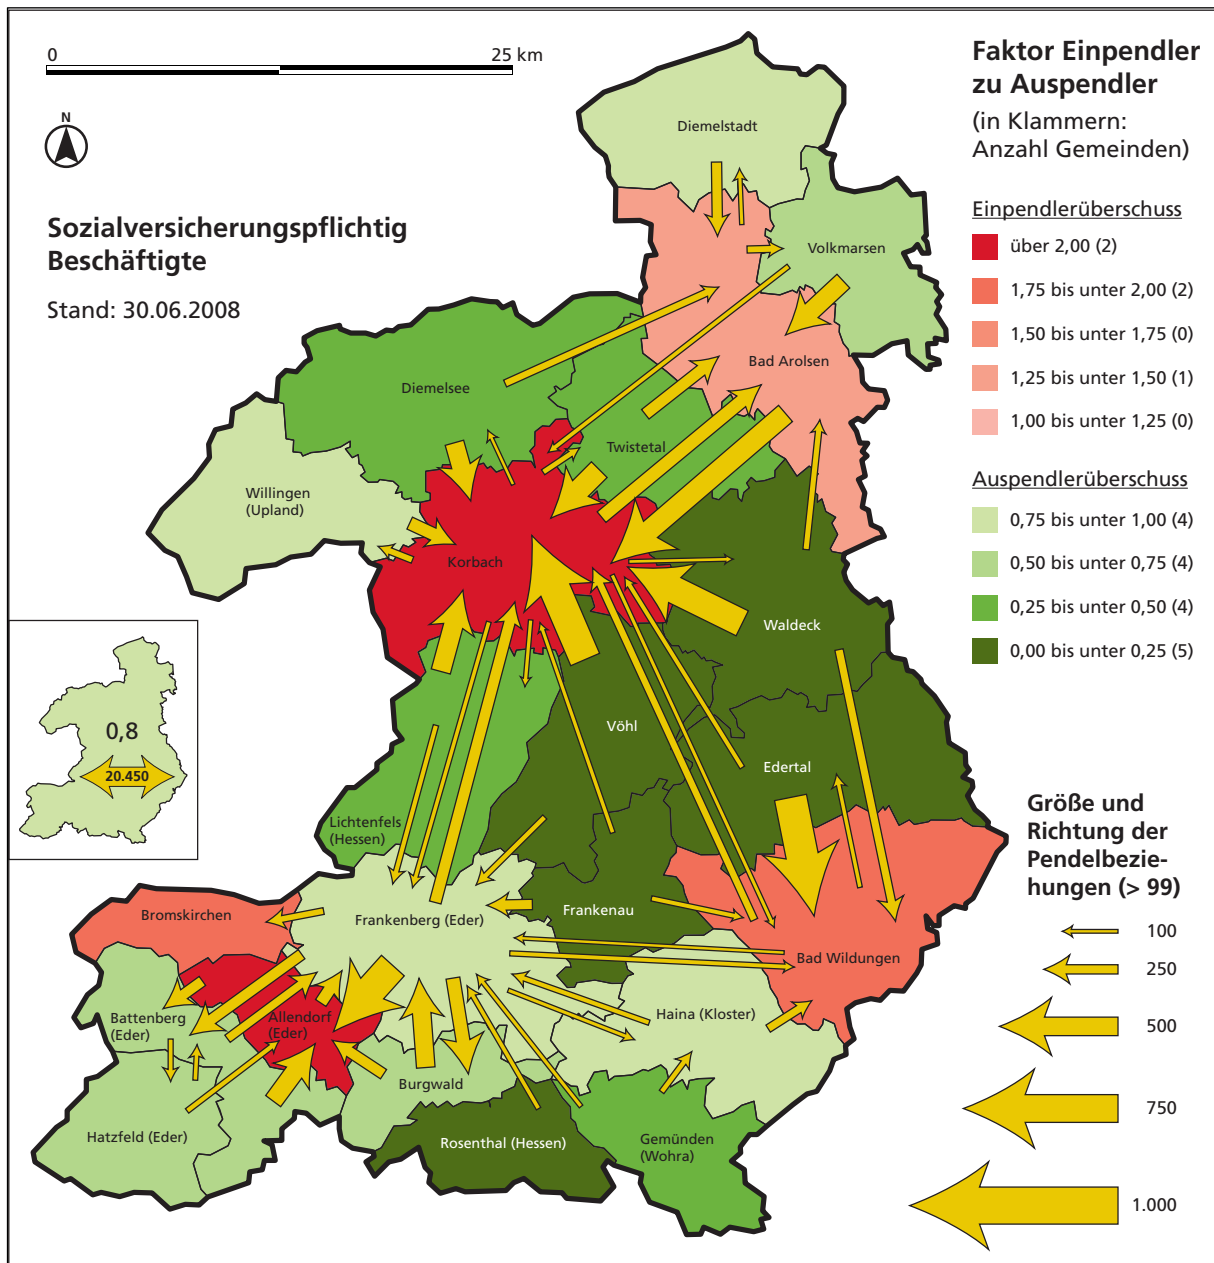 0 25 km
N
Sozialversicherungspflichtig
Beschäftigte
Stand: 30.06.2008
Faktor Einpendler
zu Auspendler
(in Klammern:
Anzahl Gemeinden)
Einpendlerüberschuss
über 2,00 (2)
1,75 bis unter 2,00 (2)
1,50 bis unter 1,75 (0)
1,25 bis unter 1,50 (1)
1,00 bis unter 1,25 (0)
Auspendlerüberschuss
0,75 bis unter 1,00 (4)
0,50 bis unter 0,75 (4)
0,25 bis unter 0,50 (4)
0,00 bis unter 0,25 (5)
Diemelstadt
Volkmarsen
Bad Arolsen
Diemelsee
Twistetal
Willingen
(Upland)
Korbach
Waldeck
Vöhl
Edertal
Lichtenfels
(Hessen)
Bromskirchen
Frankenberg (Eder)
Frankenau
Bad Wildungen
Battenberg
(Eder)
Allendorf
(Eder)
Haina (Kloster)
Burgwald
Hatzfeld (Eder)
Rosenthal (Hessen)
Gemünden
(Wohra)
0,8
20.450
Größe und
Richtung der
Pendelbezie-
hungen (> 99)
100
250
500
750
1.000